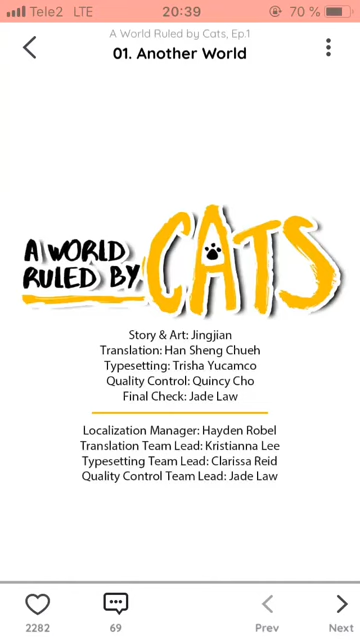 Tele2 LTE 20:39 70 %
A World Ruled by Cats, Ep.1
01. Another World
A WORLD
RULED BY
CATS
Story & Art: Jingjian
Translation: Han Sheng Chueh
Typesetting: Trisha Yucamco
Quality Control: Quincy Cho
Final Check: Jade Law
Localization Manager: Hayden Robel
Translation Team Lead: Kristianna Lee
Typesetting Team Lead: Clarissa Reid
Quality Control Team Lead: Jade Law
2282 69 Prev Next